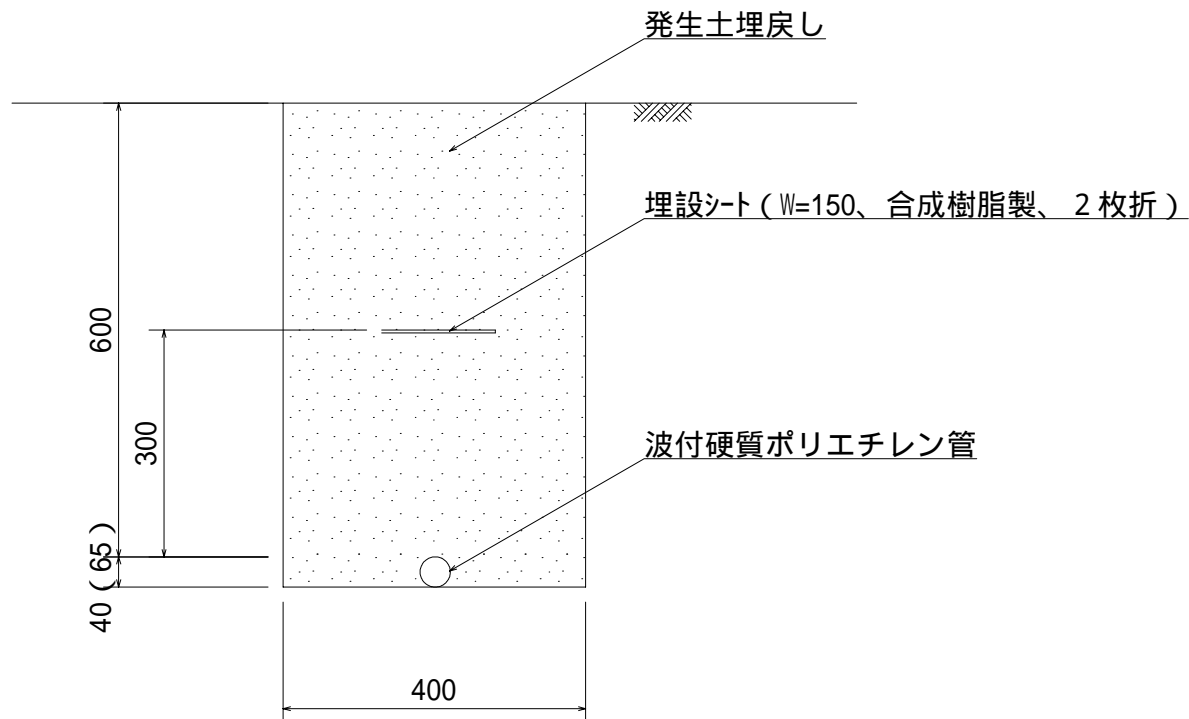 発生土埋戻し
埋設シート（W=150、合成樹脂製、２枚折）
600
300
波付硬質ポリエチレン管
40（65）
400